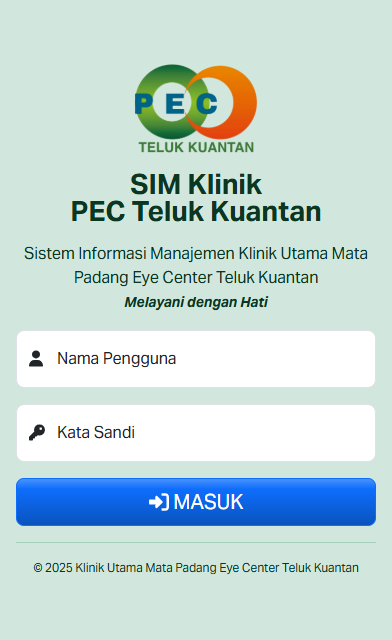 PEC
TELUK KUANTAN
SIM Klinik
PEC Teluk Kuantan
Sistem Informasi Manajemen Klinik Utama Mata
Padang Eye Center Teluk Kuantan
Melayani dengan Hati
Nama Pengguna
Kata Sandi
MASUK
© 2025 Klinik Utama Mata Padang Eye Center Teluk Kuantan